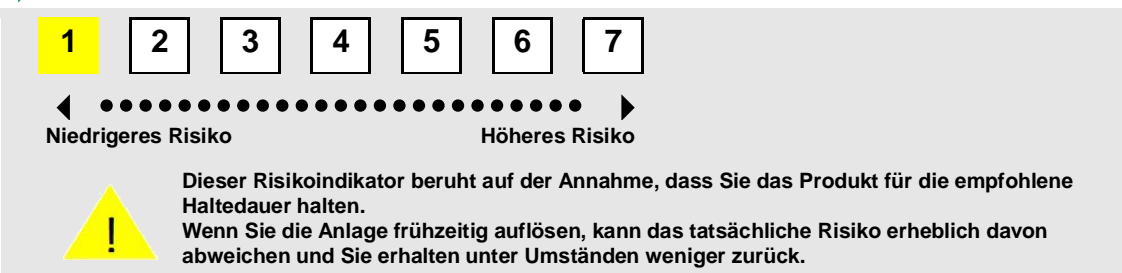 1 2 3 4 5 6 7
Niedrigeres Risiko Höheres Risiko
Dieser Risikoindikator beruht auf der Annahme, dass Sie das Produkt für die empfohlene
Haltedauer halten.
! Wenn Sie die Anlage frühzeitig auflösen, kann das tatsächliche Risiko erheblich davon
abweichen und Sie erhalten unter Umständen weniger zurück.